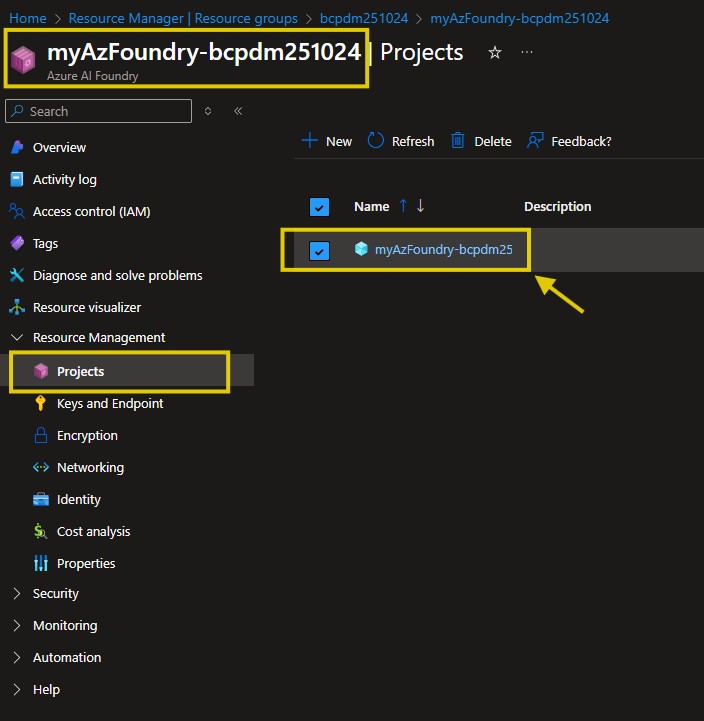 Home > Resource Manager | Resource groups > bcpdm251024 > myAzFoundry-bcpdm251024
myAzFoundry-bcpdm251024 | Projects
Azure AI Foundry
Search
New Refresh Delete Feedback?
Overview
Activity log
Access control (IAM)
Tags
Diagnose and solve problems
Resource visualizer
Resource Management
Projects
Keys and Endpoint
Encryption
Networking
Identity
Cost analysis
Properties
Security
Monitoring
Automation
Help
Name ↑ ↓ Description
myAzFoundry-bcpdm25